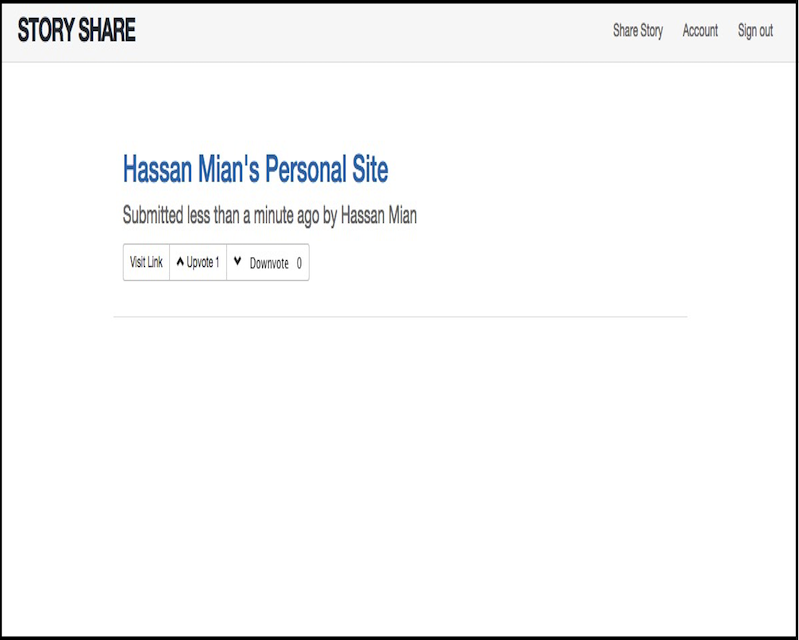 STORY SHARE Share Story Account Sign out
Hassan Mian's Personal Site
Submitted less than a minute ago by Hassan Mian
Visit Link Upvote 1 Downvote 0